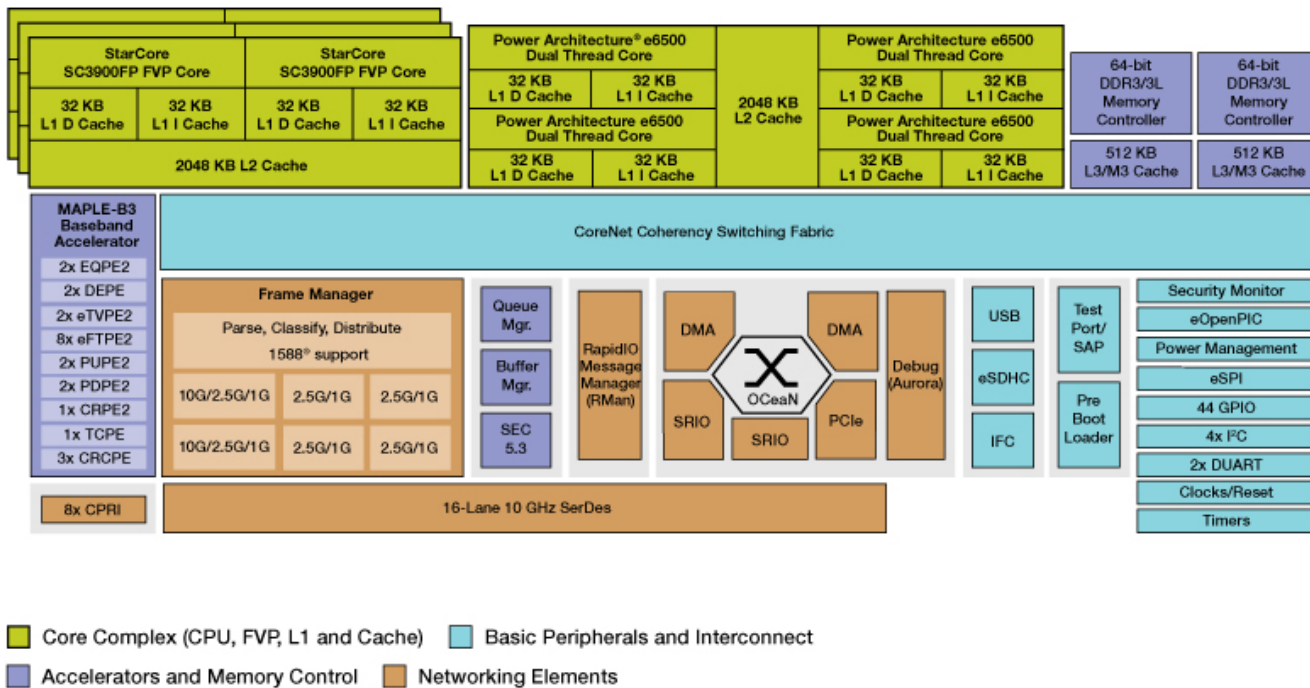 StarCore
SC3900FP FVP Core
StarCore
SC3900FP FVP Core
32 KB
L1 D Cache
32 KB
L1 I Cache
32 KB
L1 D Cache
32 KB
L1 I Cache
2048 KB L2 Cache
Power Architecture® e6500
Dual Thread Core
32 KB
L1 D Cache
32 KB
L1 I Cache
Power Architecture e6500
Dual Thread Core
32 KB
L1 D Cache
32 KB
L1 I Cache
2048 KB
L2 Cache
Power Architecture e6500
Dual Thread Core
32 KB
L1 D Cache
32 KB
L1 I Cache
Power Architecture e6500
Dual Thread Core
32 KB
L1 D Cache
32 KB
L1 I Cache
64-bit
DDR3/3L
Memory
Controller
64-bit
DDR3/3L
Memory
Controller
512 KB
L3/M3 Cache
512 KB
L3/M3 Cache
MAPLE-B3
Baseband
Accelerator
2x EQPE2
2x DEPE
2x eTVPE2
8x eFTPE2
2x PUPE2
2x PDPE2
1x CRPE2
1x TCPE
3x CRCPE
8x CPRI
CoreNet Coherency Switching Fabric
Frame Manager
Parse, Classify, Distribute
1588® support
10G/2.5G/1G
2.5G/1G
2.5G/1G
10G/2.5G/1G
2.5G/1G
2.5G/1G
Queue
Mgr.
Buffer
Mgr.
SEC
5.3
RapidIO
Message
Manager
(RMan)
DMA
DMA
OCeaN
SRIO
SRIO
PCIe
Debug
(Aurora)
USB
eSDHC
IFC
Test
Port/
SAP
Pre
Boot
Loader
Security Monitor
eOpenPIC
Power Management
eSPI
44 GPIO
4x I²C
2x DUART
Clocks/Reset
Timers
16-Lane 10 GHz SerDes
Core Complex (CPU, FVP, L1 and Cache)
Basic Peripherals and Interconnect
Accelerators and Memory Control
Networking Elements